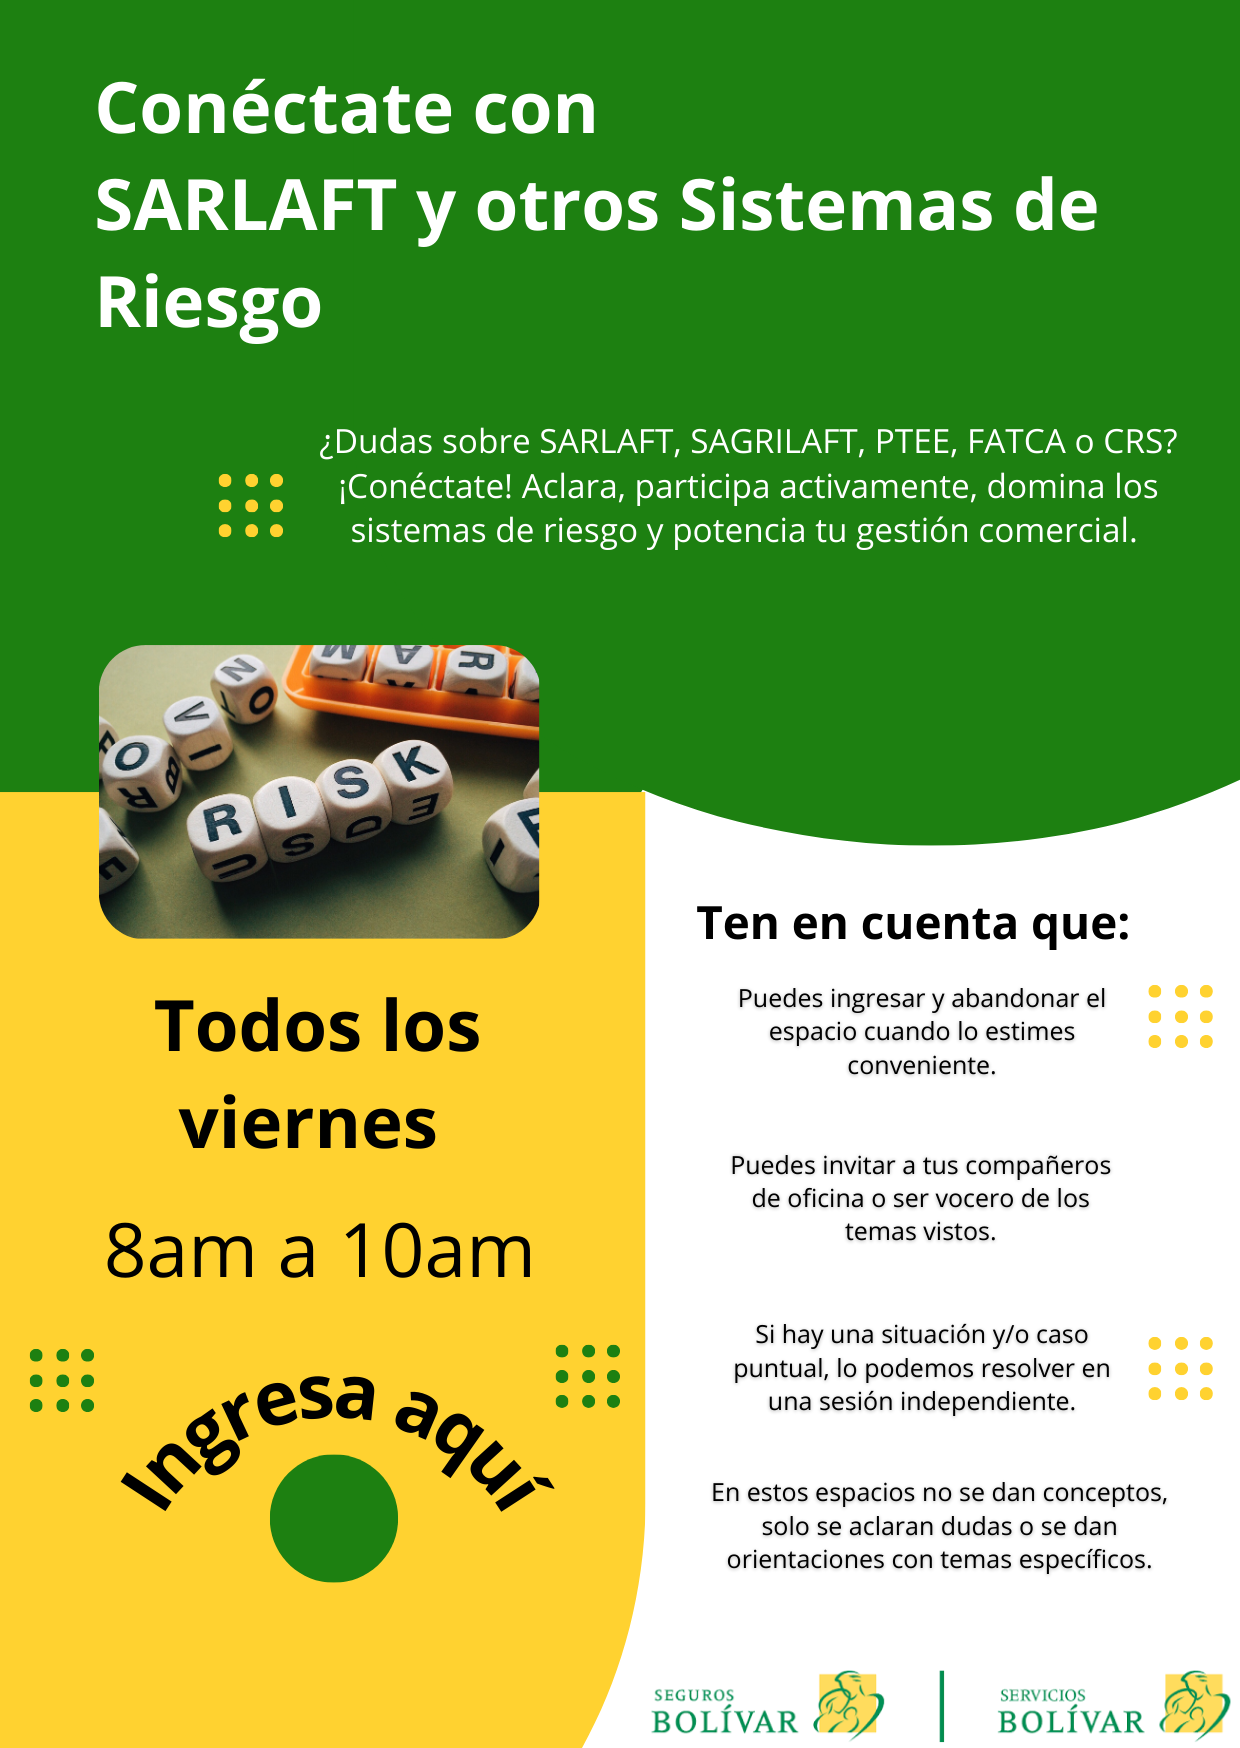 Conéctate con
SARLAFT y otros Sistemas de
Riesgo
¿Dudas sobre SARLAFT, SAGRILAFT, PTEE, FATCA o CRS?
¡Conéctate! Aclara, participa activamente, domina los
sistemas de riesgo y potencia tu gestión comercial.
RISK
Todos los
viernes
8am a 10am
Ingresa aquí
Ten en cuenta que:
Puedes ingresar y abandonar el
espacio cuando lo estimes
conveniente.
Puedes invitar a tus compañeros
de oficina o ser vocero de los
temas vistos.
Si hay una situación y/o caso
puntual, lo podemos resolver en
una sesión independiente.
En estos espacios no se dan conceptos,
solo se aclaran dudas o se dan
orientaciones con temas específicos.
SEGUROS
BOLÍVAR
SERVICIOS
BOLÍVAR